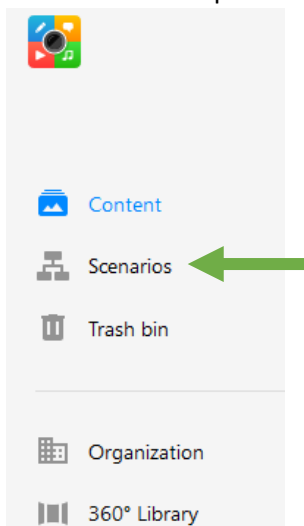 Content
Scenarios
Trash bin
Organization
360° Library